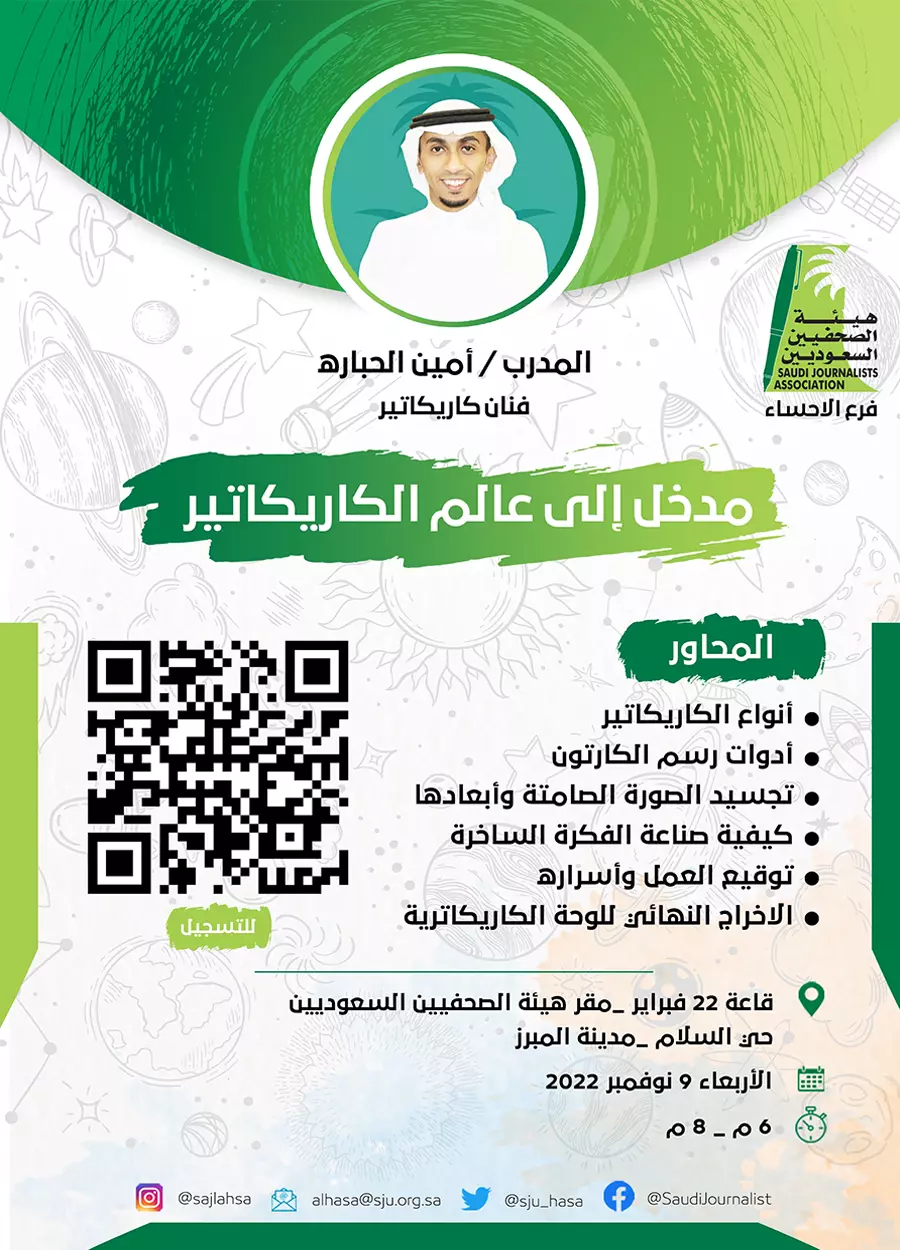 المدرب / أمين الحباره
فنان كاريكاتير
هيئة
الصحفيين
السعوديين
SAUDI JOURNALISTS
ASSOCIATION
فرع الاحساء
مدخل إلى عالم الكاريكاتير
المحاور
أنواع الكاريكاتير
أدوات رسم الكارتون
تجسيد الصورة الصامتة وأبعادها
كيفية صناعة الفكرة الساخرة
توقيع العمل وأسراره
الاخراج النهائي للوحة الكاريكاترية
للتسجيل
قاعة 22 فبراير _مقر هيئة الصحفيين السعوديين
حي السلام _مدينة المبرز
الأربعاء 9 نوفمبر 2022
6 م _ 8 م
@sajlahsa alhasa@sju.org.sa @sju_hasa @SaudiJournalist